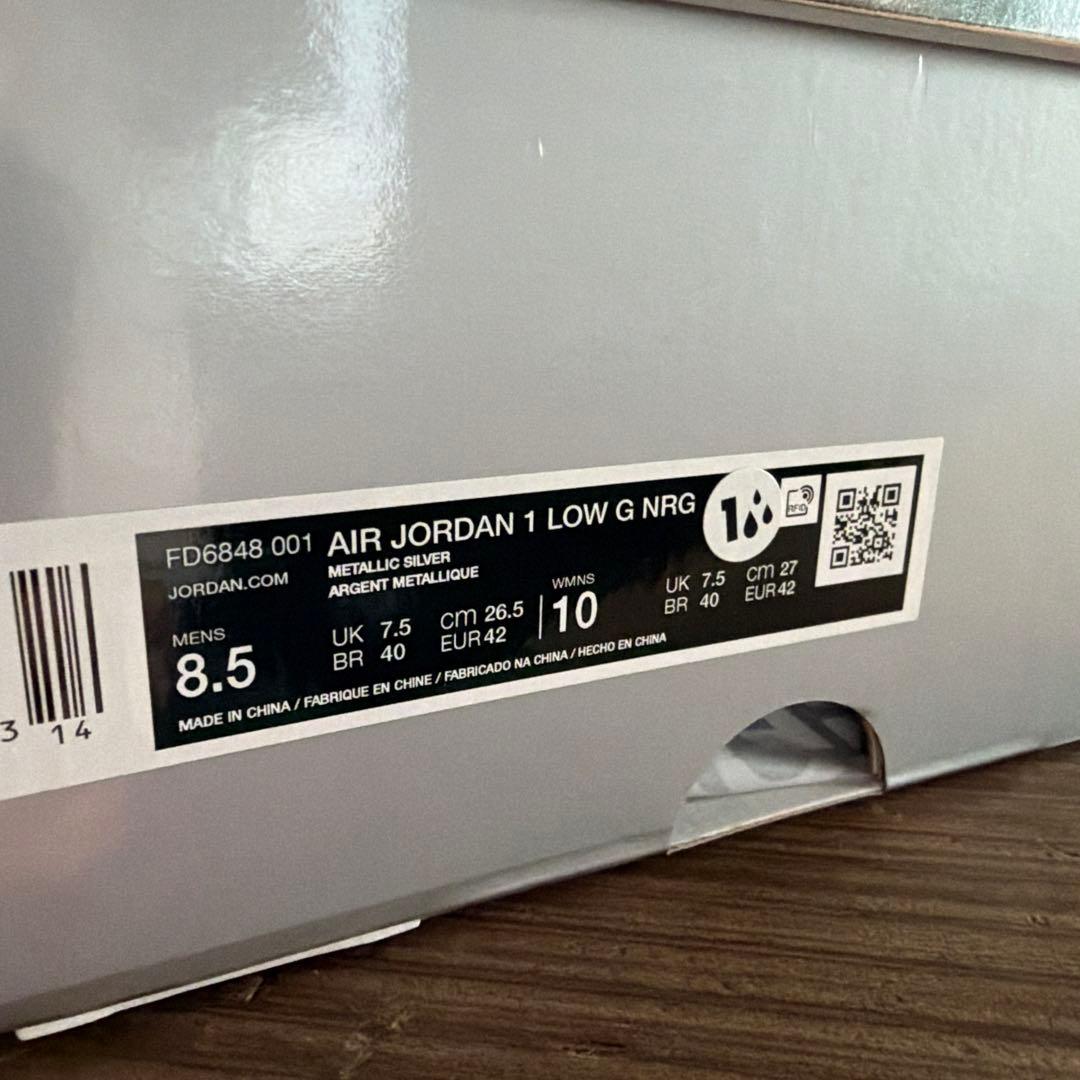 FD6848 001 AIR JORDAN 1 LOW G NRG
JORDAN.COM
METALLIC SILVER
ARGENT METALLIQUE
1
RFID
MENS
8.5
UK 7.5
BR 40
cm 26.5
EUR 42
WMNS
10
UK 7.5
BR 40
cm 27
EUR 42
MADE IN CHINA / FABRIQUE EN CHINE / FABRICADO NA CHINA / HECHO EN CHINA
3 14